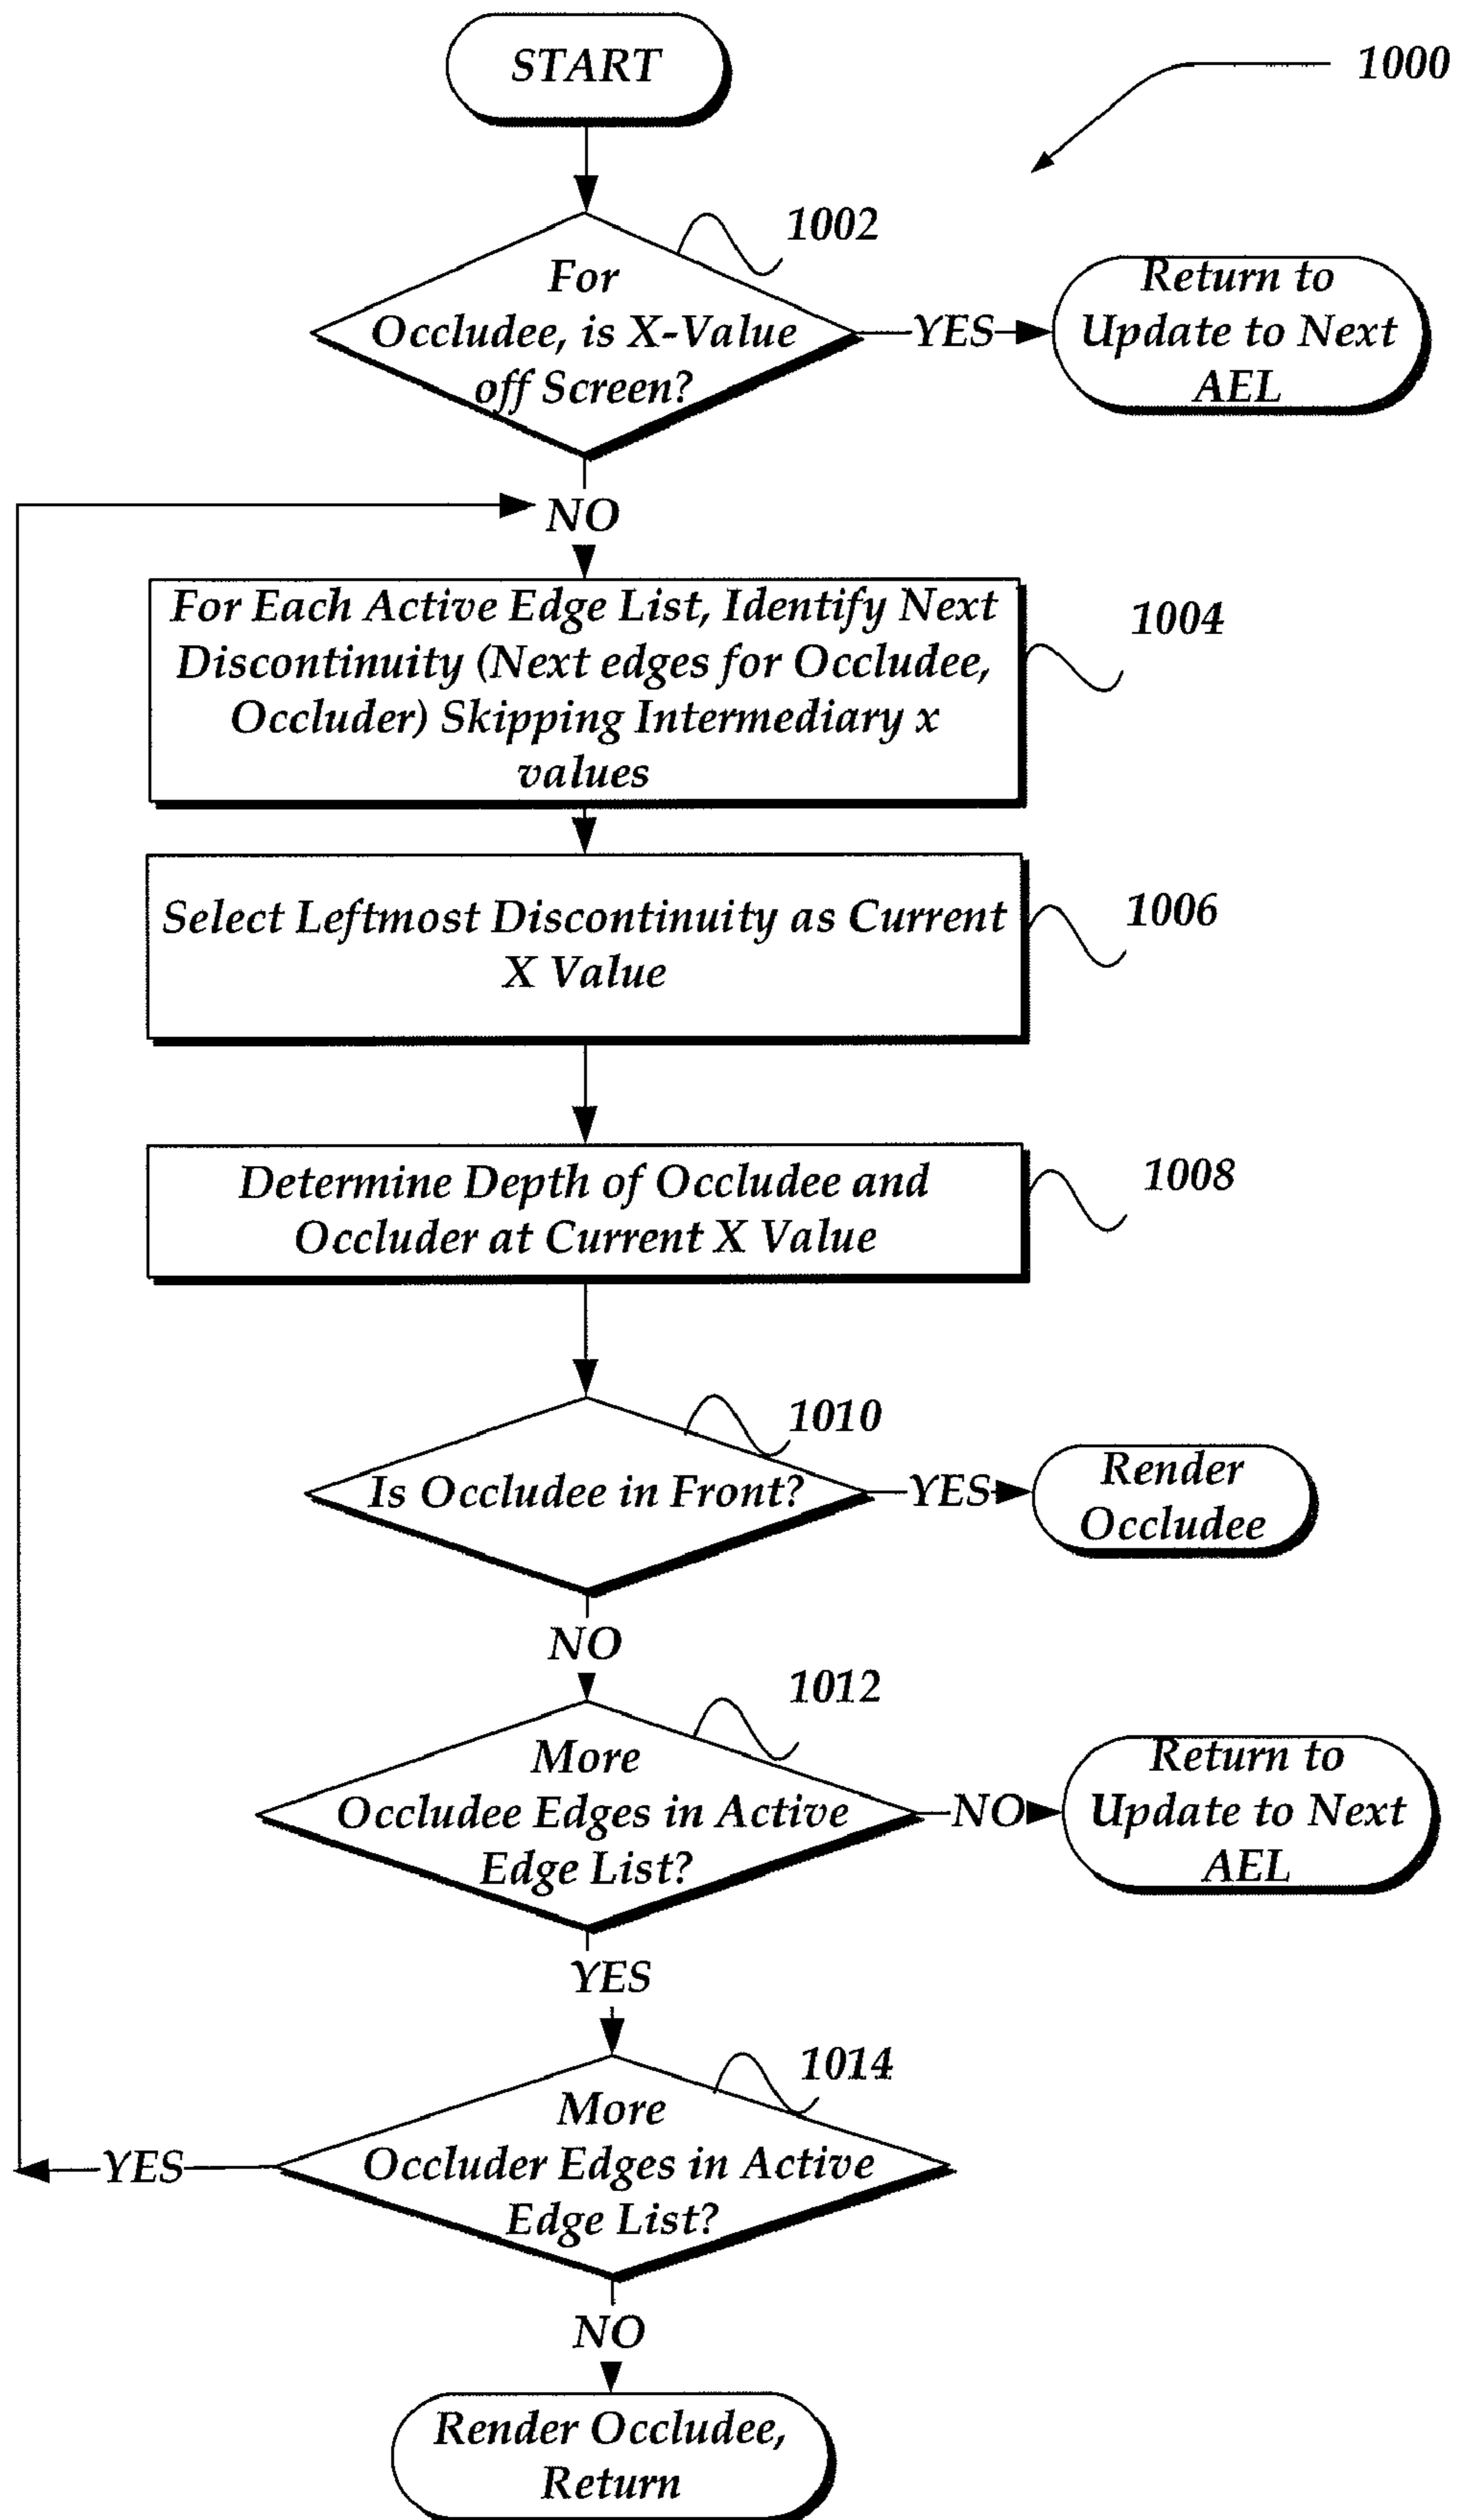 START
1000
1002
For
Occludee, is X-Value
off Screen?
YES
Return to
Update to Next
AEL
NO
For Each Active Edge List, Identify Next
Discontinuity (Next edges for Occludee,
Occluder) Skipping Intermediary x
values
1004
Select Leftmost Discontinuity as Current
X Value
1006
Determine Depth of Occludee and
Occluder at Current X Value
1008
1010
Is Occludee in Front?
YES
Render
Occludee
NO
1012
More
Occludee Edges in Active
Edge List?
NO
Return to
Update to Next
AEL
YES
1014
More
Occluder Edges in Active
Edge List?
YES
NO
Render Occludee,
Return